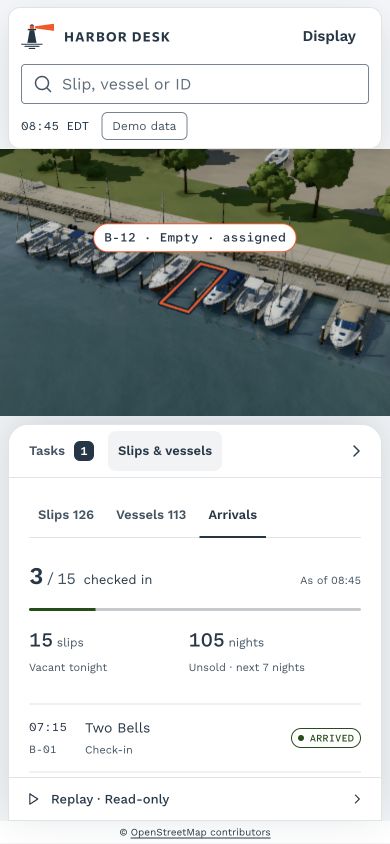 HARBOR DESK
Display
Slip, vessel or ID
08:45 EDT
Demo data
B-12 · Empty · assigned
Tasks 1
Slips & vessels
Slips 126
Vessels 113
Arrivals
3 / 15 checked in
As of 08:45
15 slips
105 nights
Vacant tonight
Unsold · next 7 nights
07:15 Two Bells
ARRIVED
B-01 Check-in
Replay · Read-only
© OpenStreetMap contributors